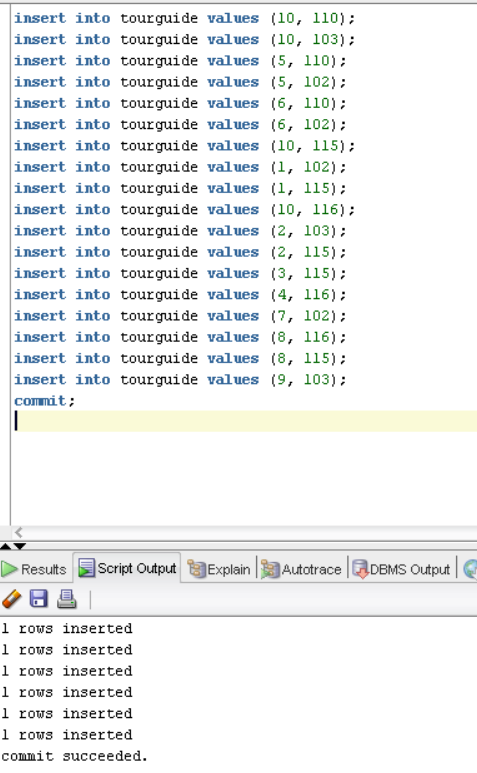 insert into tourguide values (10, 110);
insert into tourguide values (10, 103);
insert into tourguide values (5, 110);
insert into tourguide values (5, 102);
insert into tourguide values (6, 110);
insert into tourguide values (6, 102);
insert into tourguide values (10, 115);
insert into tourguide values (1, 102);
insert into tourguide values (1, 115);
insert into tourguide values (10, 116);
insert into tourguide values (2, 103);
insert into tourguide values (2, 115);
insert into tourguide values (3, 115);
insert into tourguide values (4, 116);
insert into tourguide values (7, 102);
insert into tourguide values (8, 116);
insert into tourguide values (8, 115);
insert into tourguide values (9, 103);
commit;
Results Script Output Explain Autotrace DBMS Output
1 rows inserted
1 rows inserted
1 rows inserted
1 rows inserted
1 rows inserted
1 rows inserted
commit succeeded.